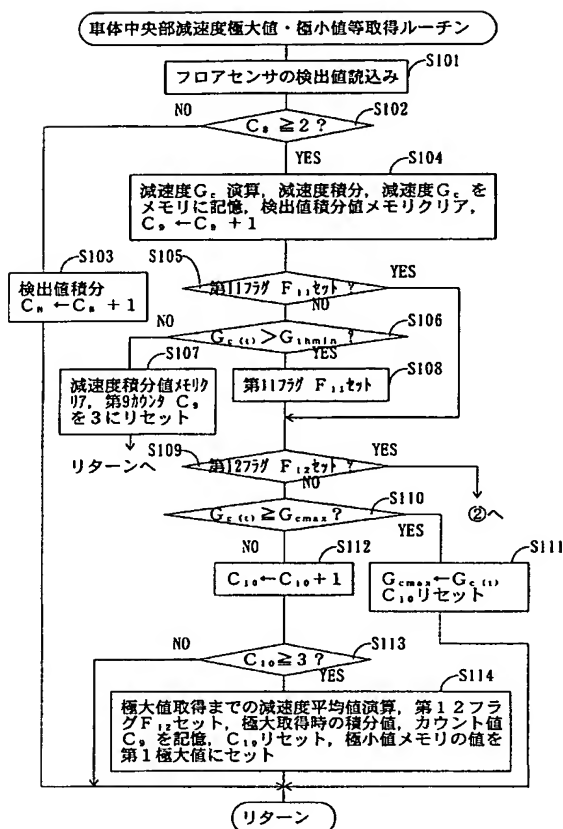 車体中央部減速度極大値・極小値等取得ルーチン
S101
フロアセンサの検出値読込み
S102
NO
C₈≧2?
YES
S104
減速度G꜀ 演算, 減速度積分, 減速度G꜀ を
メモリに記憶, 検出値積分値メモリクリア,
C₉ ←C₉ +1
S103
検出値積分
C₈ ←C₈ +1
S105
第11フラグ F₁₁セット?
YES
NO
S106
NO
G꜀₍ₜ₎>Gₜₕₘᵢₙ ?
YES
S107
減速度積分値メモリク
リア, 第9カウンタ C₉
を3にリセット
リターンへ
S108
第11フラグ F₁₁セット
S109
第12フラグ F₁₂セット?
YES
NO
②へ
S110
G꜀₍ₜ₎≧G꜀ₘₐₓ?
YES
NO
S111
G꜀ₘₐₓ←G꜀₍ₜ₎
C₁₀リセット
S112
C₁₀←C₁₀+1
S113
NO
C₁₀≧3?
YES
S114
極大値取得までの減速度平均値演算, 第12フラ
グF₁₂セット, 極大取得時の積分値, カウント値
C₉ を記憶, C₁₀リセット, 極小値メモリの値を
第1極大値にセット
リターン